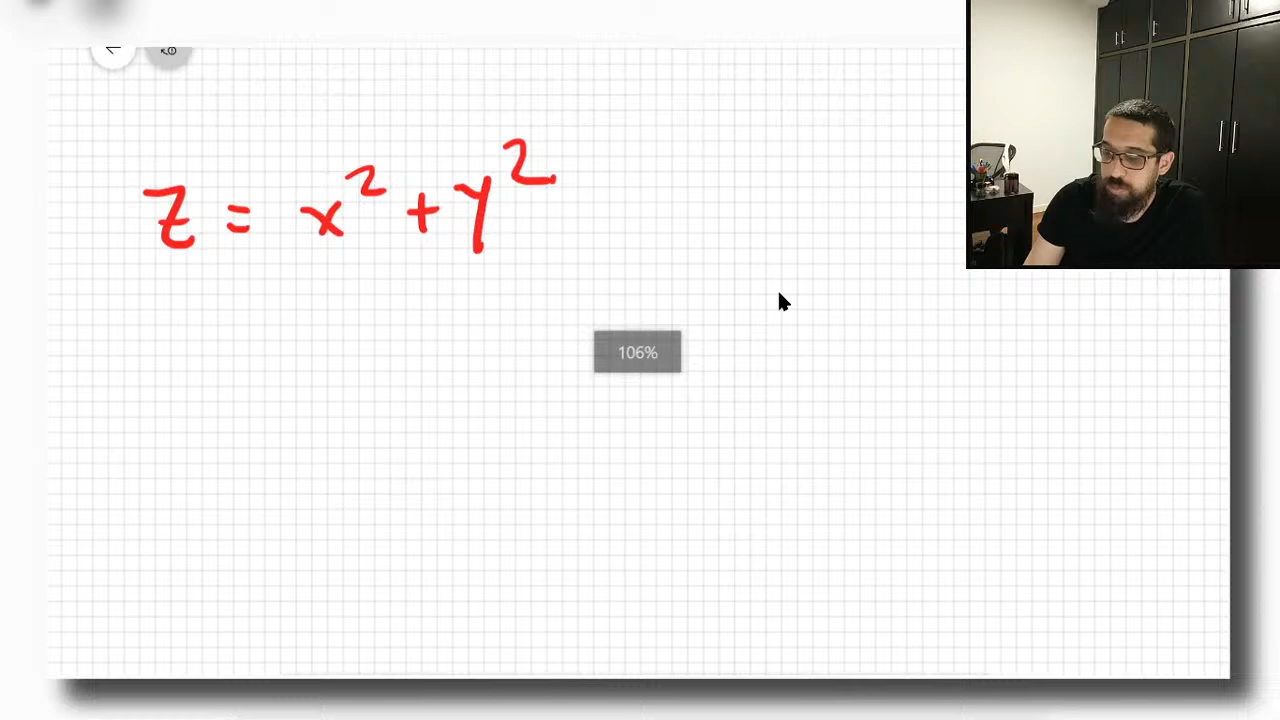 z = x² + y²
106%